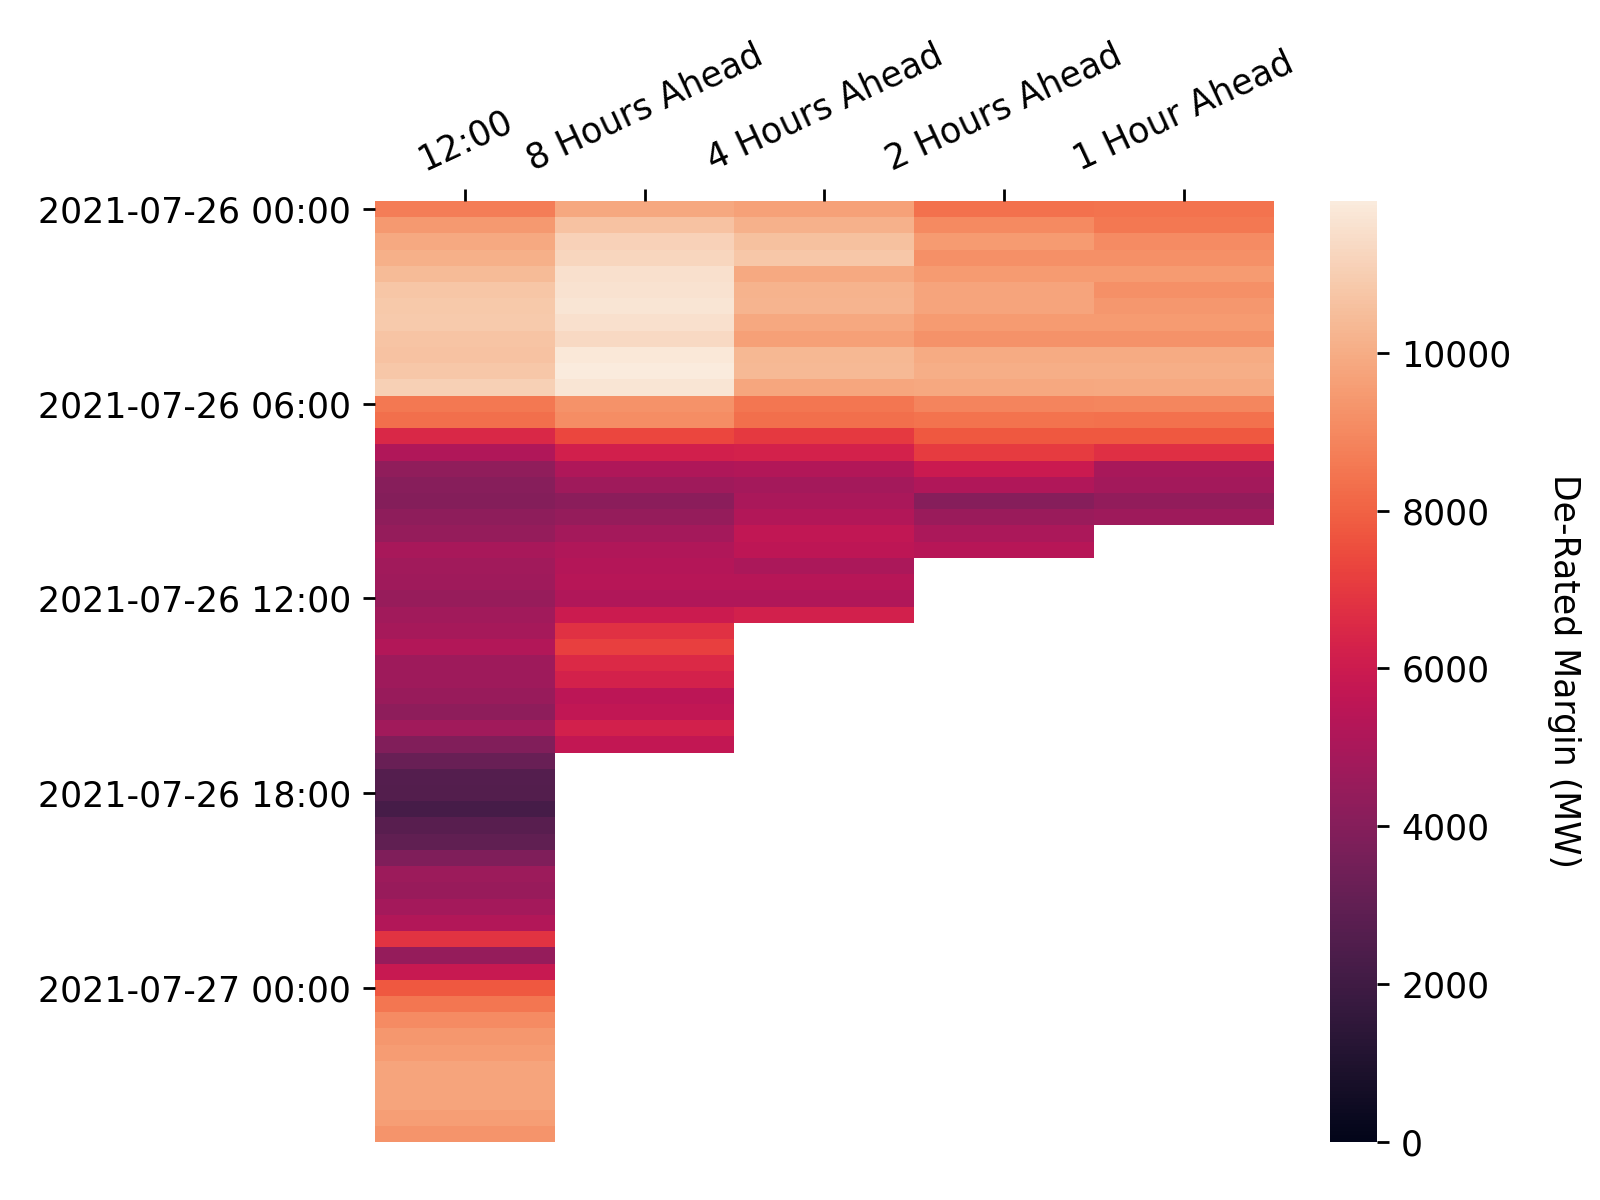 12:00
8 Hours Ahead
4 Hours Ahead
2 Hours Ahead
1 Hour Ahead
2021-07-26 00:00
2021-07-26 06:00
2021-07-26 12:00
2021-07-26 18:00
2021-07-27 00:00
10000
8000
6000
4000
2000
0
De-Rated Margin (MW)